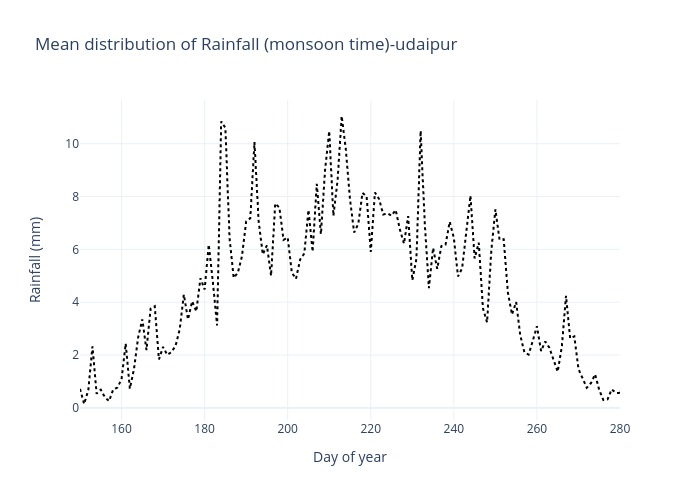 Mean distribution of Rainfall (monsoon time)-udaipur
Rainfall (mm)
10
8
6
4
2
0
160 180 200 220 240 260 280
Day of year